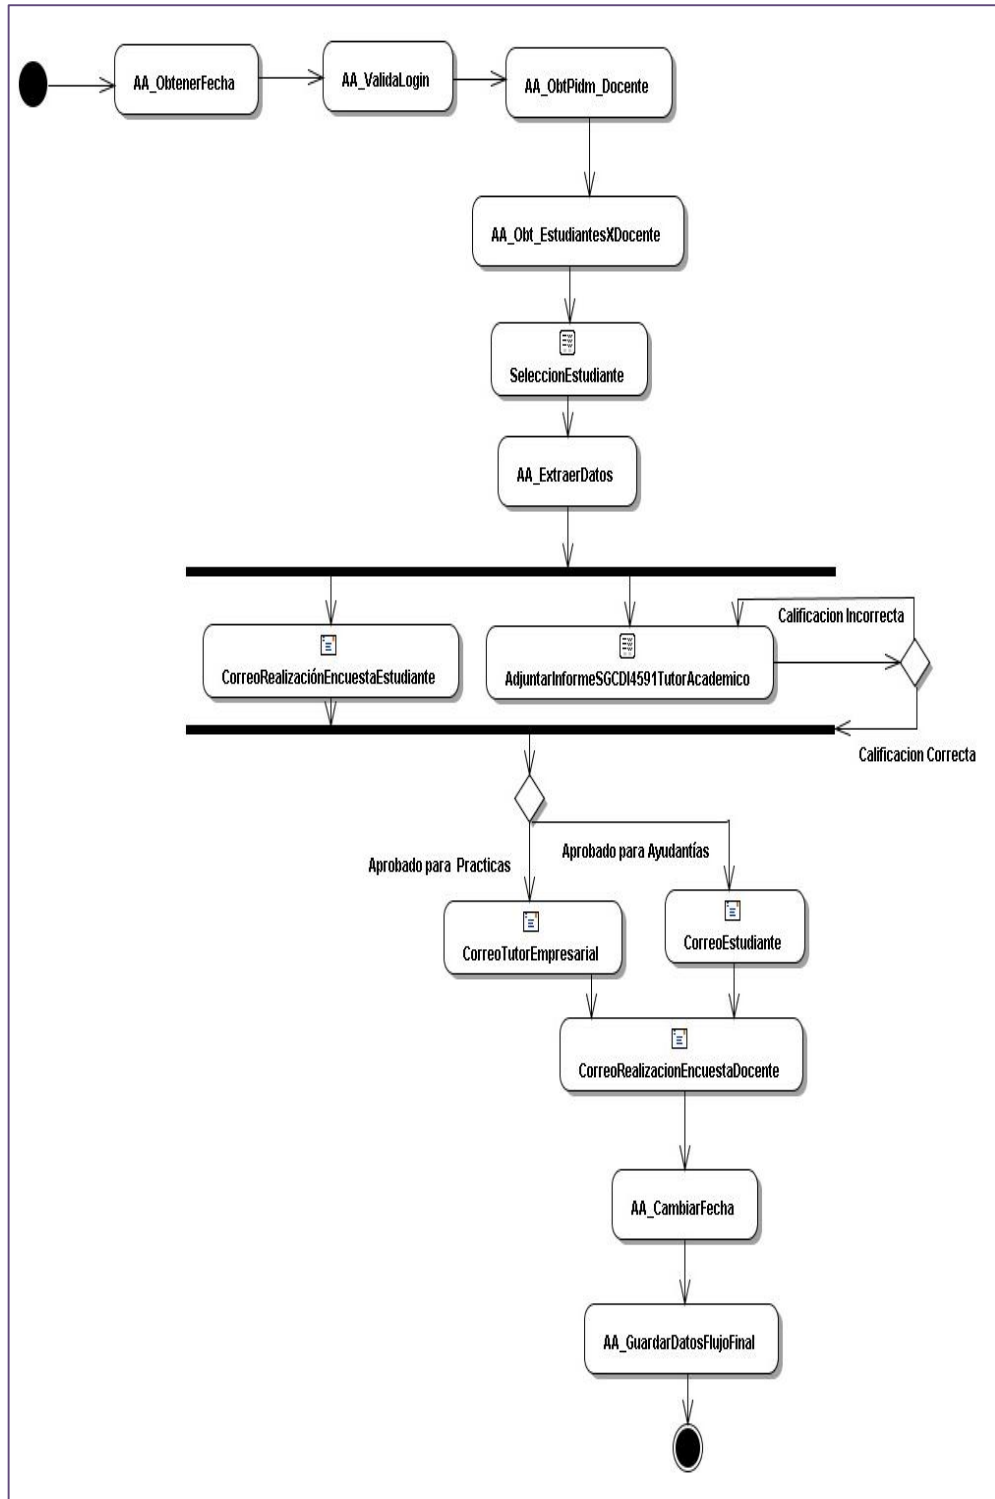 AA_ObtenerFecha
AA_ValidaLogin
AA_ObtPidm_Docente
AA_Obt_EstudiantesXDocente
SeleccionEstudiante
AA_ExtraerDatos
Calificacion Incorrecta
CorreoRealizaciónEncuestaEstudiante
AdjuntarInformeSGCDI4591TutorAcademico
Calificacion Correcta
Aprobado para Practicas
Aprobado para Ayudantías
CorreoTutorEmpresarial
CorreoEstudiante
CorreoRealizacionEncuestaDocente
AA_CambiarFecha
AA_GuardarDatosFlujoFinal